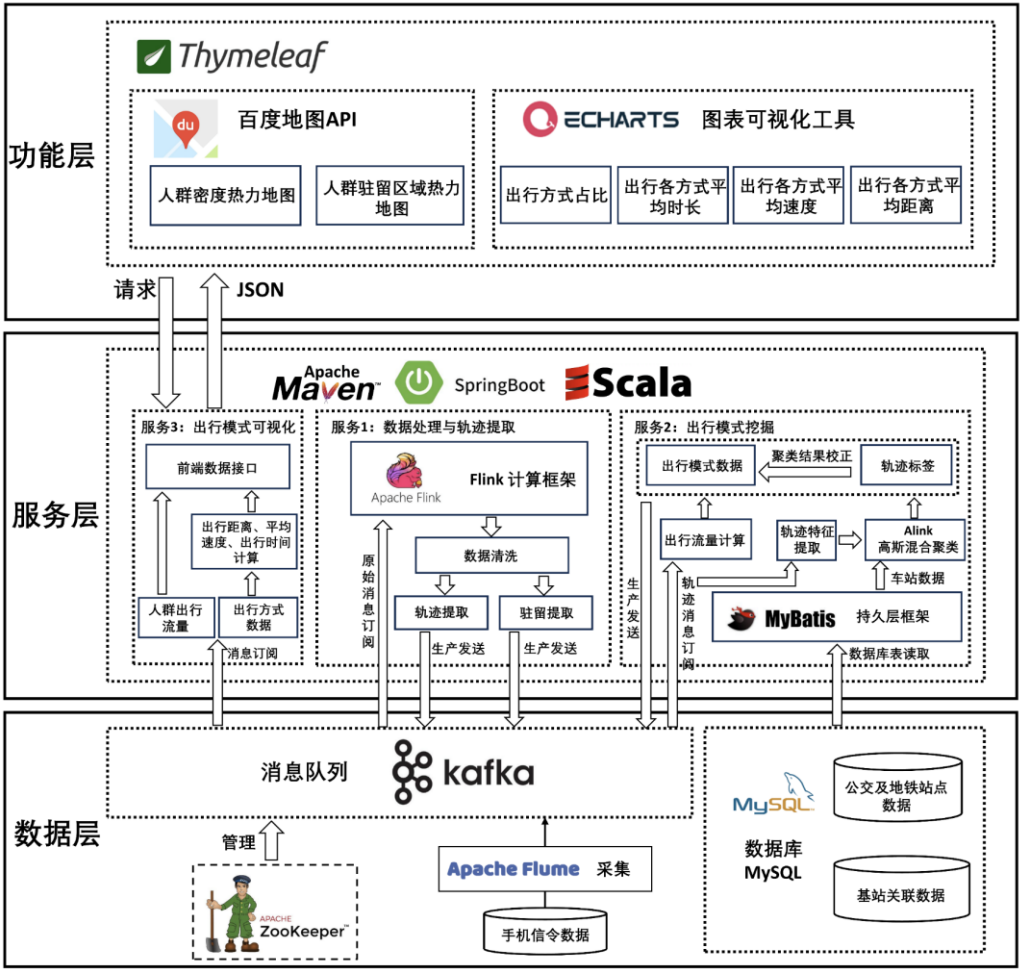 Thymeleaf
功能层
du
百度地图API
人群密度热力地图
人群驻留区域热力
地图
ECHARTS 图表可视化工具
出行方式占比
出行各方式平
均时长
出行各方式平
均速度
出行各方式平
均距离
请求
JSON
服务层
Apache
Maven™
SpringBoot
Scala
服务3：出行模式可视化
前端数据接口
出行距离、平均
速度、出行时间
计算
人群出行
流量
出行方式
数据
消息订阅
服务1：数据处理与轨迹提取
Apache Flink
Flink 计算框架
数据清洗
轨迹提取
驻留提取
原始消息订阅
生产发送
生产发送
服务2：出行模式挖掘
出行模式数据
聚类结果校正
轨迹标签
出行流量计算
轨迹特征
提取
Alink
高斯混合聚类
车站数据
MyBatis 持久层框架
生产发送
轨迹消息订阅
数据库表读取
数据层
消息队列
kafka
管理
APACHE
ZooKeeper™
Apache Flume 采集
手机信令数据
MySQL
数据库
MySQL
公交及地铁站点
数据
基站关联数据